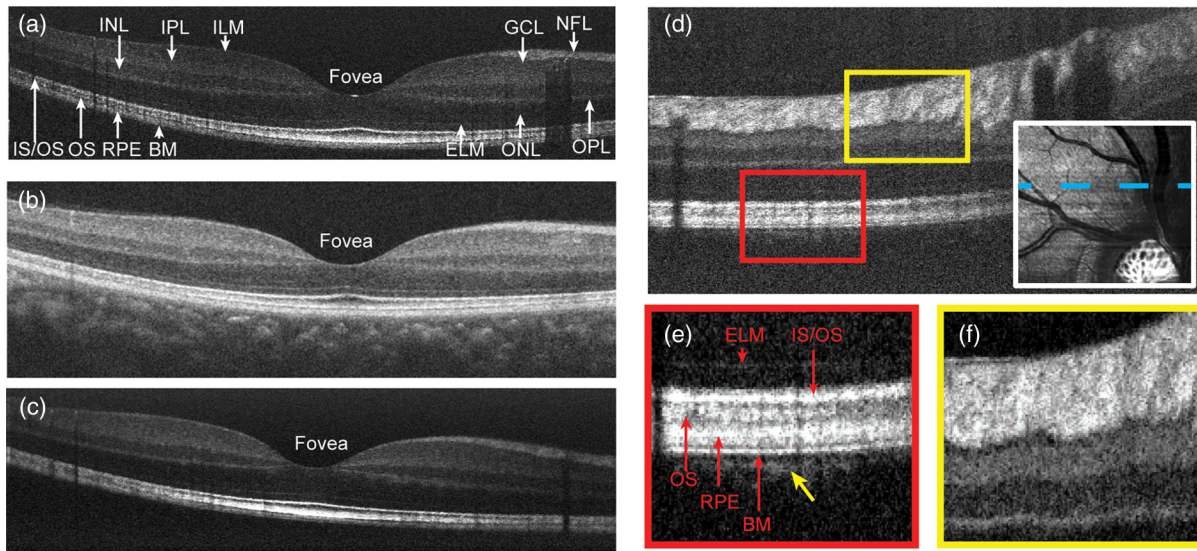 (a)
INL IPL ILM GCL NFL
Fovea
IS/OS OS RPE BM ELM ONL OPL
(b)
Fovea
(c)
Fovea
(d)
(e)
ELM IS/OS
OS
RPE
BM
(f)